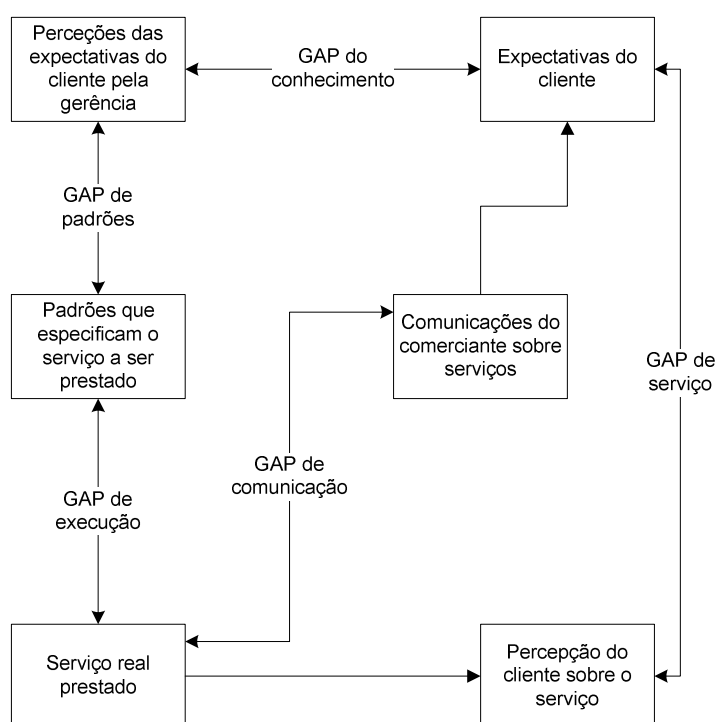 Perceções das
expectativas do
cliente pela
gerência
GAP do
conhecimento
Expectativas do
cliente
GAP de
padrões
Padrões que
especificam o
serviço a ser
prestado
Comunicações do
comerciante sobre
serviços
GAP de
serviço
GAP de
comunicação
GAP de
execução
Serviço real
prestado
Percepção do
cliente sobre o
serviço